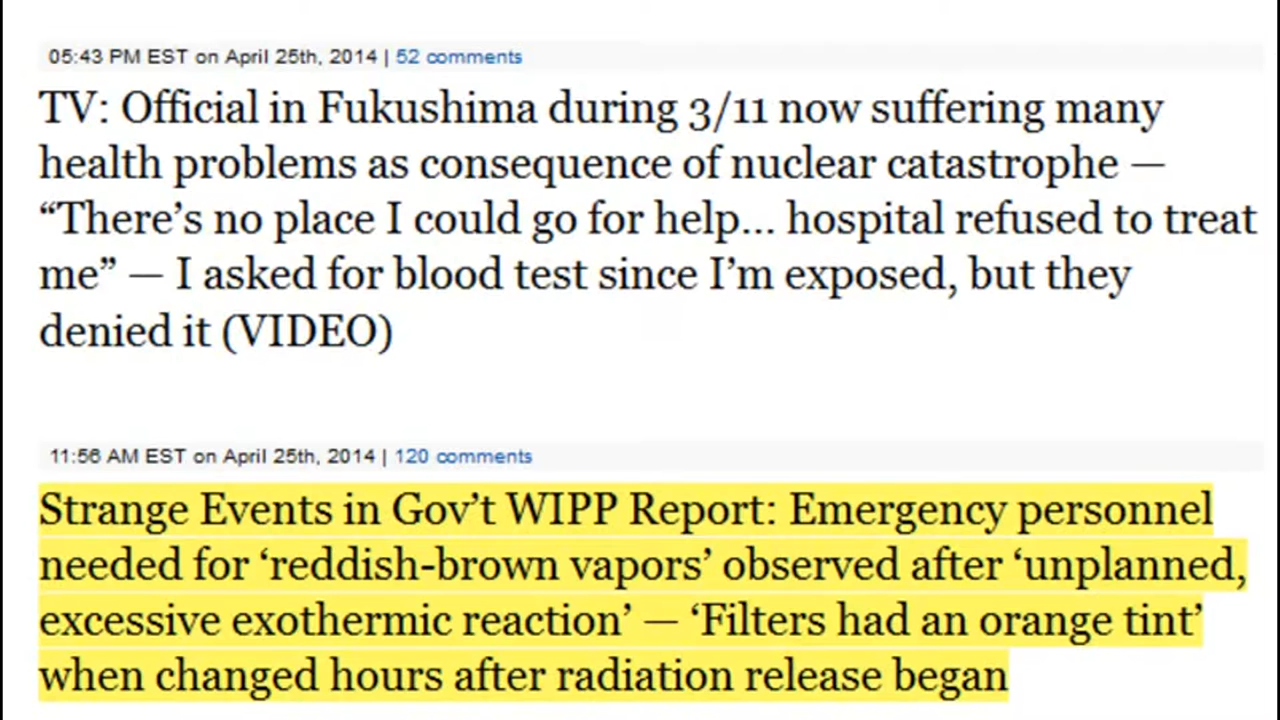 05:43 PM EST on April 25th, 2014 | 52 comments
TV: Official in Fukushima during 3/11 now suffering many
health problems as consequence of nuclear catastrophe —
“There’s no place I could go for help... hospital refused to treat
me” — I asked for blood test since I’m exposed, but they
denied it (VIDEO)
11:56 AM EST on April 25th, 2014 | 120 comments
Strange Events in Gov’t WIPP Report: Emergency personnel
needed for ‘reddish-brown vapors’ observed after ‘unplanned,
excessive exothermic reaction’ — ‘Filters had an orange tint’
when changed hours after radiation release began